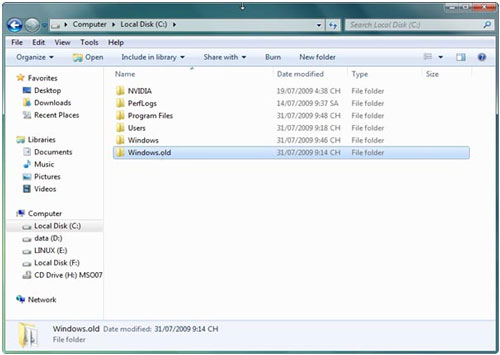 Computer ▸ Local Disk (C:) ▸
Search Local Disk (C:)
File Edit View Tools Help
Organize Open Include in library Share with Burn New folder
Name Date modified Type Size
Favorites
Desktop
Downloads
Recent Places
Libraries
Documents
Music
Pictures
Videos
Computer
Local Disk (C:)
data (D:)
LINUX (E:)
Local Disk (F:)
CD Drive (H:) MSO07
Network
NVIDIA 19/07/2009 4:38 CH File folder
PerfLogs 14/07/2009 9:37 SA File folder
Program Files 31/07/2009 9:48 CH File folder
Users 31/07/2009 9:18 CH File folder
Windows 31/07/2009 9:46 CH File folder
Windows.old 31/07/2009 9:14 CH File folder
Windows.old Date modified: 31/07/2009 9:14 CH
File folder